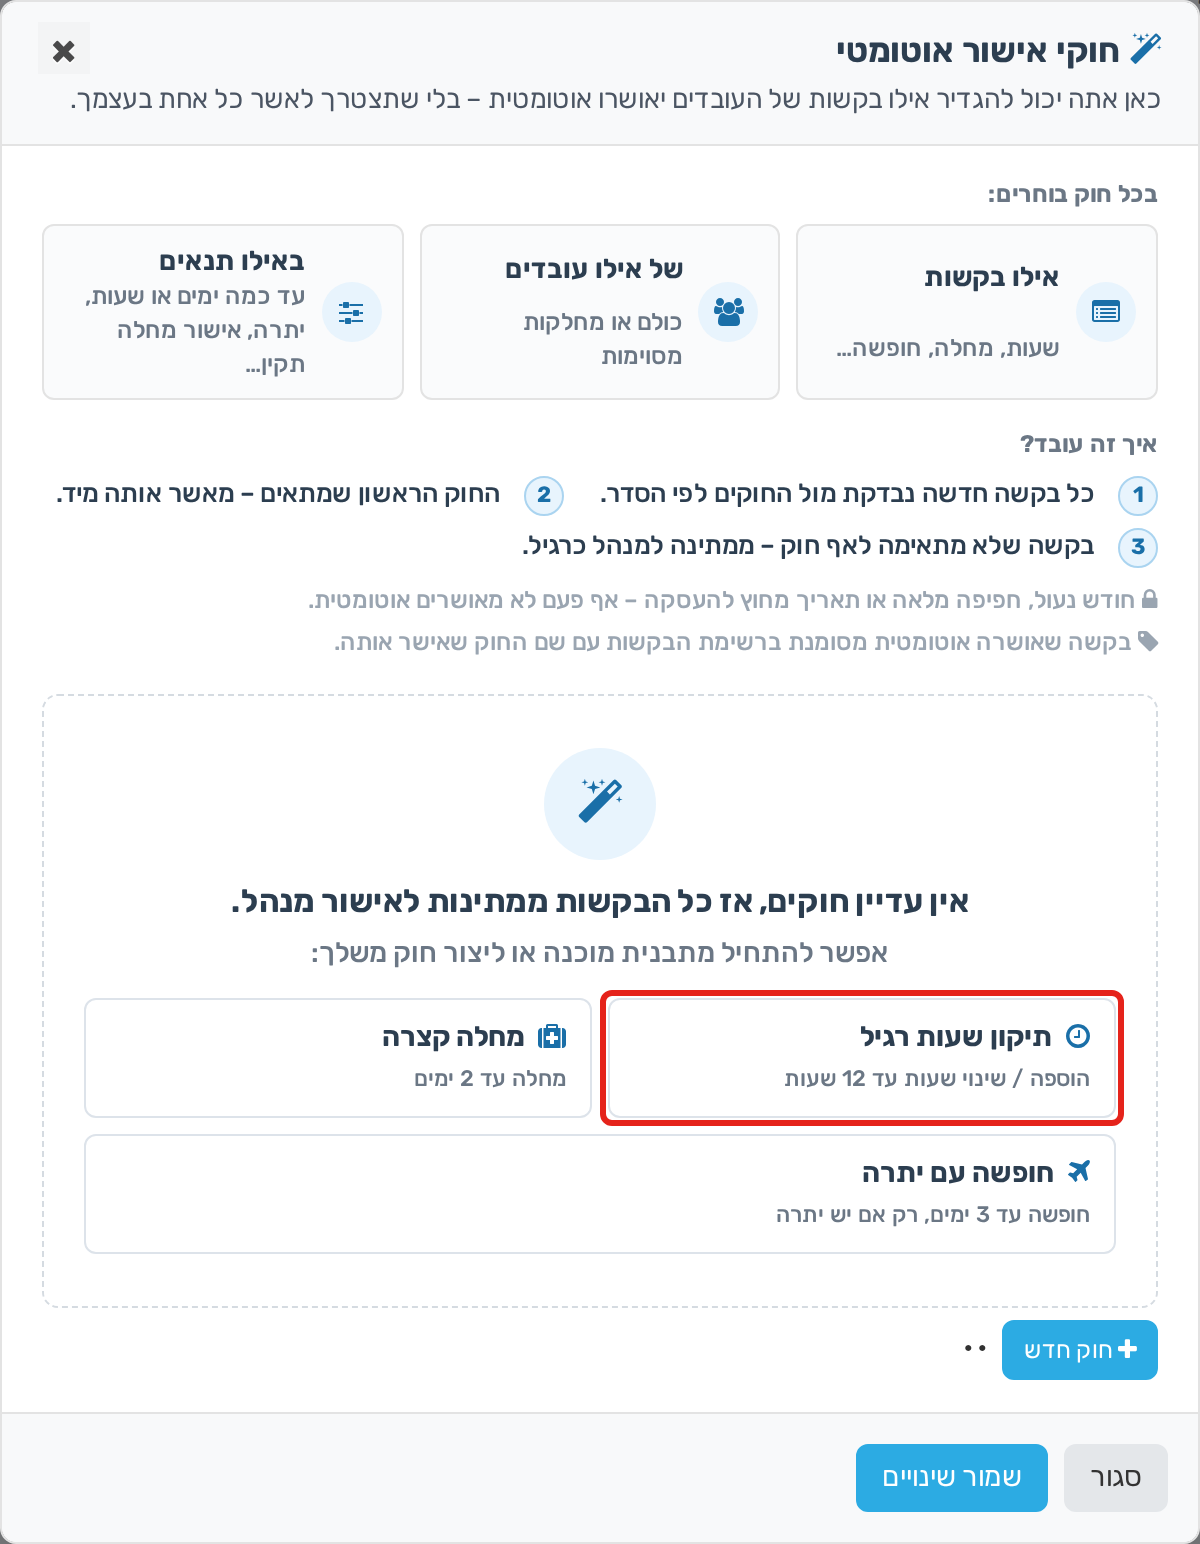 חוקי אישור אוטומטי
כאן אתה יכול להגדיר אילו בקשות של העובדים יאושרו אוטומטית – בלי שתצטרך לאשר כל אחת בעצמך.
בכל חוק בוחרים:
אילו בקשות
שעות, מחלה, חופשה...
של אילו עובדים
כולם או מחלקות
מסוימות
באילו תנאים
עד כמה ימים או שעות,
יתרה, אישור מחלה
תקין...
איך זה עובד?
1 כל בקשה חדשה נבדקת מול החוקים לפי הסדר.
2 החוק הראשון שמתאים – מאשר אותה מיד.
3 בקשה שלא מתאימה לאף חוק – ממתינה למנהל כרגיל.
חודש נעול, חפיפה מלאה או תאריך מחוץ להעסקה – אף פעם לא מאושרים אוטומטית.
בקשה שאושרה אוטומטית מסומנת ברשימת הבקשות עם שם החוק שאישר אותה.
אין עדיין חוקים, אז כל הבקשות ממתינות לאישור מנהל.
אפשר להתחיל מתבנית מוכנה או ליצור חוק משלך:
תיקון שעות רגיל
הוספה / שינוי שעות עד 12 שעות
מחלה קצרה
מחלה עד 2 ימים
חופשה עם יתרה
חופשה עד 3 ימים, רק אם יש יתרה
חוק חדש
סגור
שמור שינויים